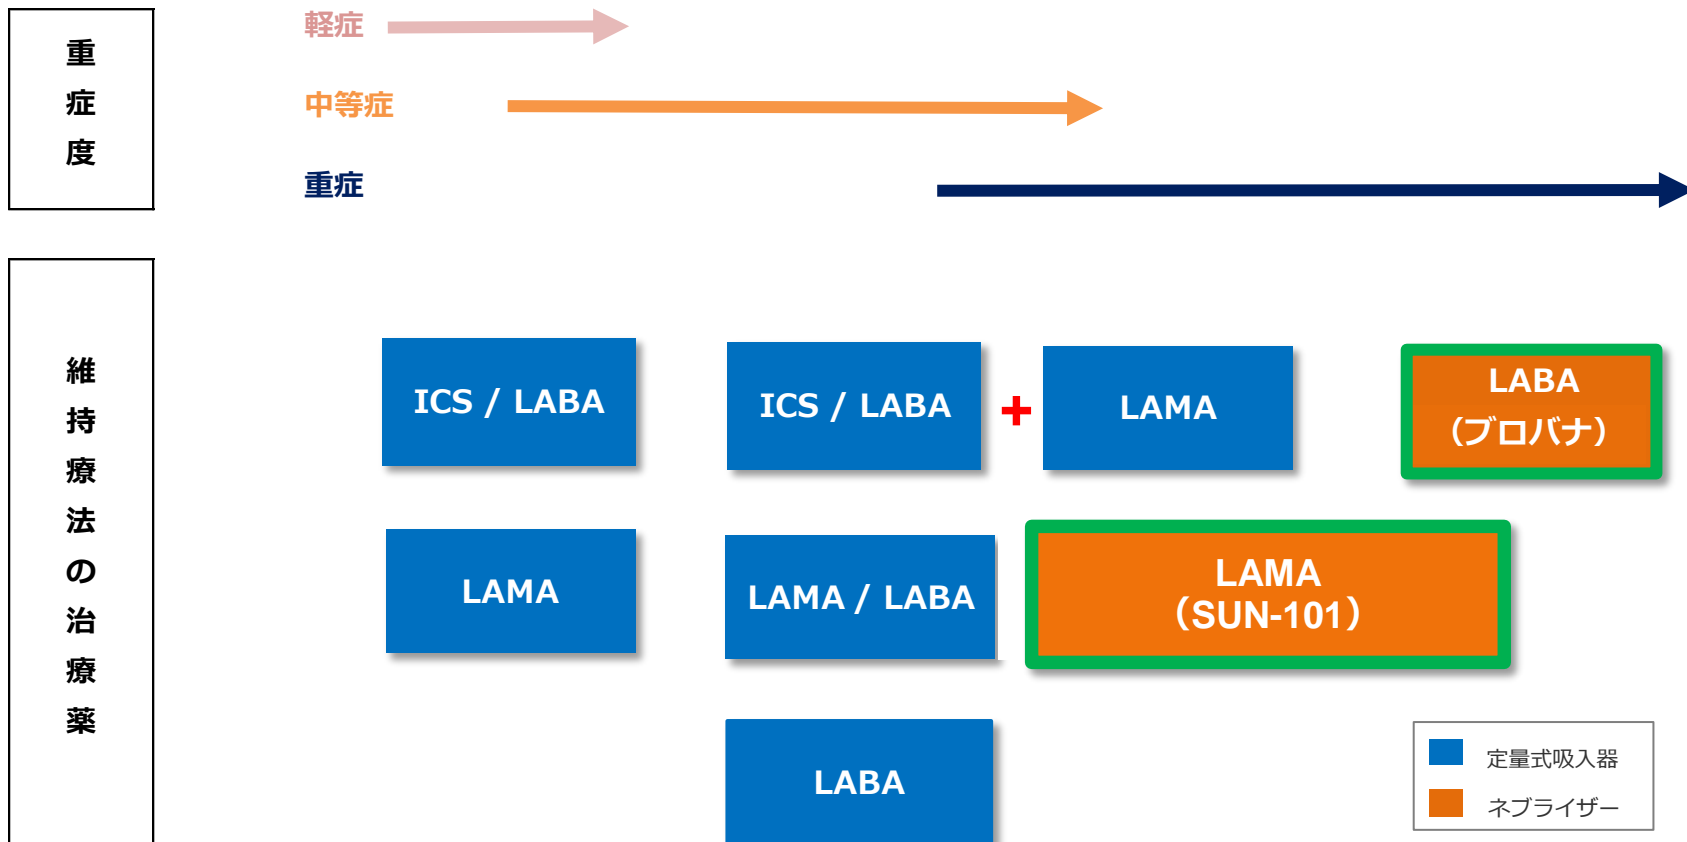 重症度
軽症
中等症
重症
維持療法の治療薬
ICS / LABA
ICS / LABA
+
LAMA
LABA
（ブロバナ）
LAMA
LAMA / LABA
LAMA
（SUN-101）
LABA
定量式吸入器
ネブライザー